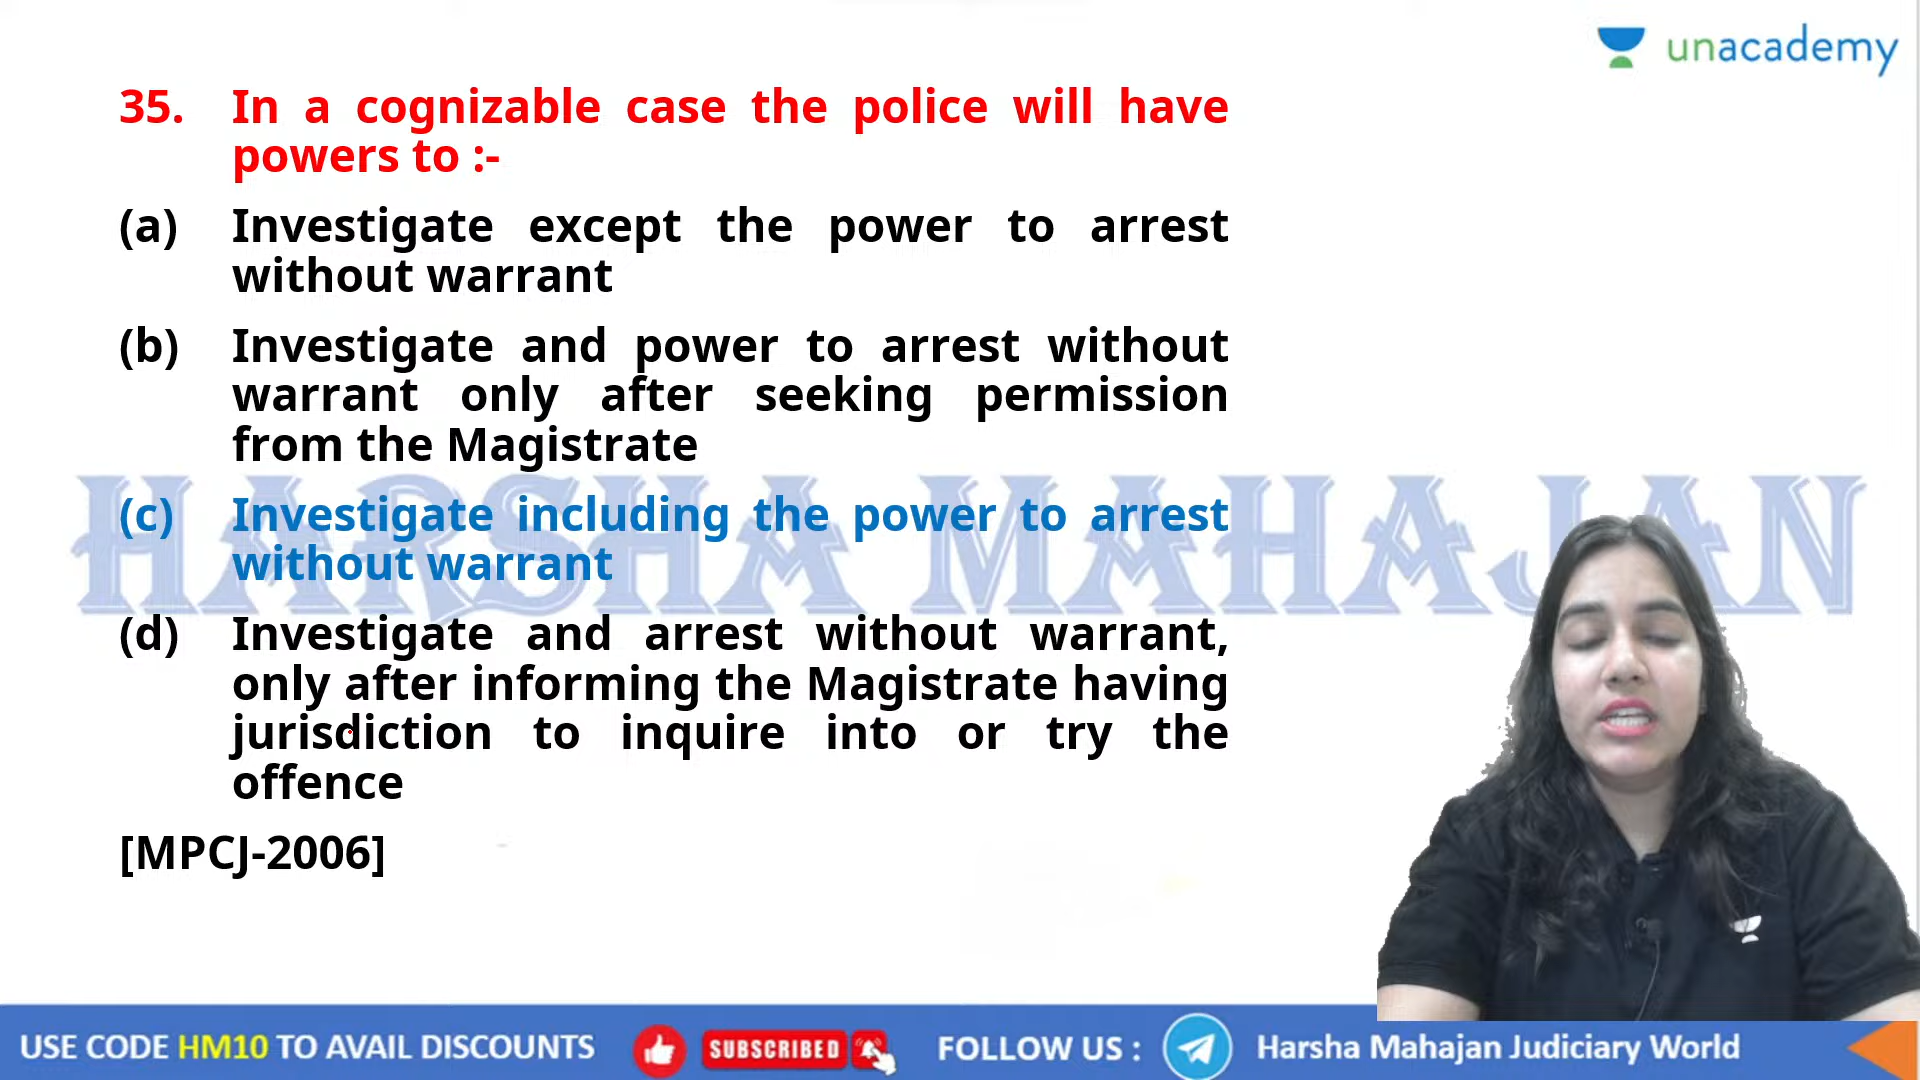 unacademy
35. In a cognizable case the police will have
powers to :-
(a) Investigate except the power to arrest
without warrant
(b) Investigate and power to arrest without
warrant only after seeking permission
from the Magistrate
HARSHA MAHAJAN
(c) Investigate including the power to arrest
without warrant
(d) Investigate and arrest without warrant,
only after informing the Magistrate having
jurisdiction to inquire into or try the
offence
[MPCJ-2006]
USE CODE HM10 TO AVAIL DISCOUNTS
SUBSCRIBED
FOLLOW US :
Harsha Mahajan Judiciary World